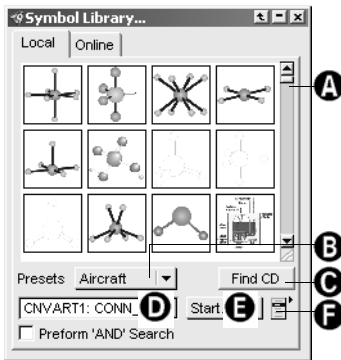 Symbol Library...
Local Online
A
Presets Aircraft Find CD
B
C
CNVART1: CONN_ D Start. E F
Preform 'AND' Search